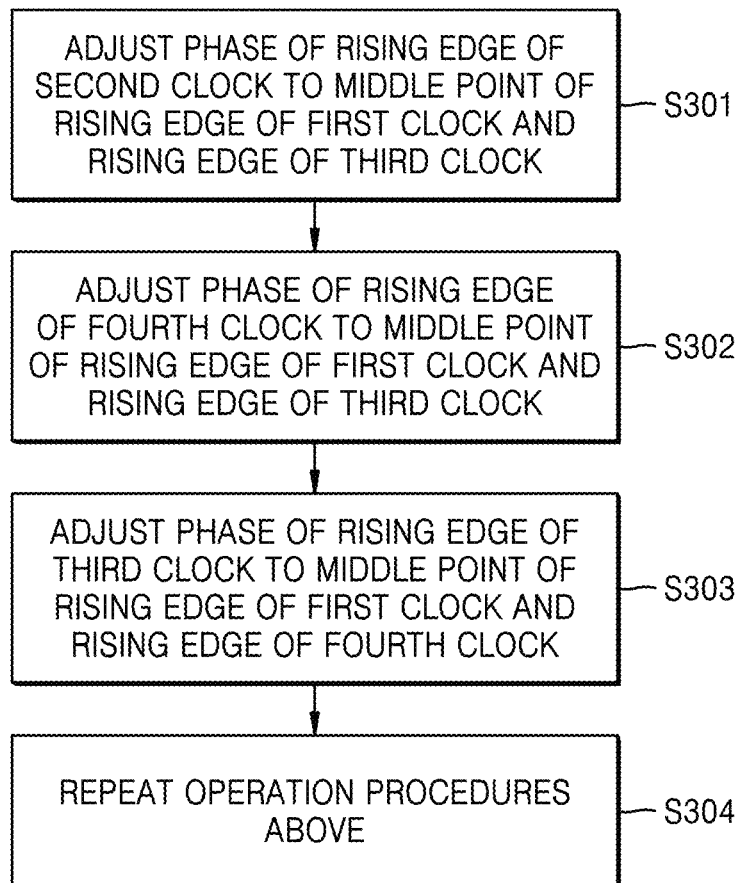 ADJUST PHASE OF RISING EDGE OF
SECOND CLOCK TO MIDDLE POINT OF
RISING EDGE OF FIRST CLOCK AND
RISING EDGE OF THIRD CLOCK
S301
ADJUST PHASE OF RISING EDGE
OF FOURTH CLOCK TO MIDDLE POINT
OF RISING EDGE OF FIRST CLOCK AND
RISING EDGE OF THIRD CLOCK
S302
ADJUST PHASE OF RISING EDGE OF
THIRD CLOCK TO MIDDLE POINT OF
RISING EDGE OF FIRST CLOCK AND
RISING EDGE OF FOURTH CLOCK
S303
REPEAT OPERATION PROCEDURES
ABOVE
S304